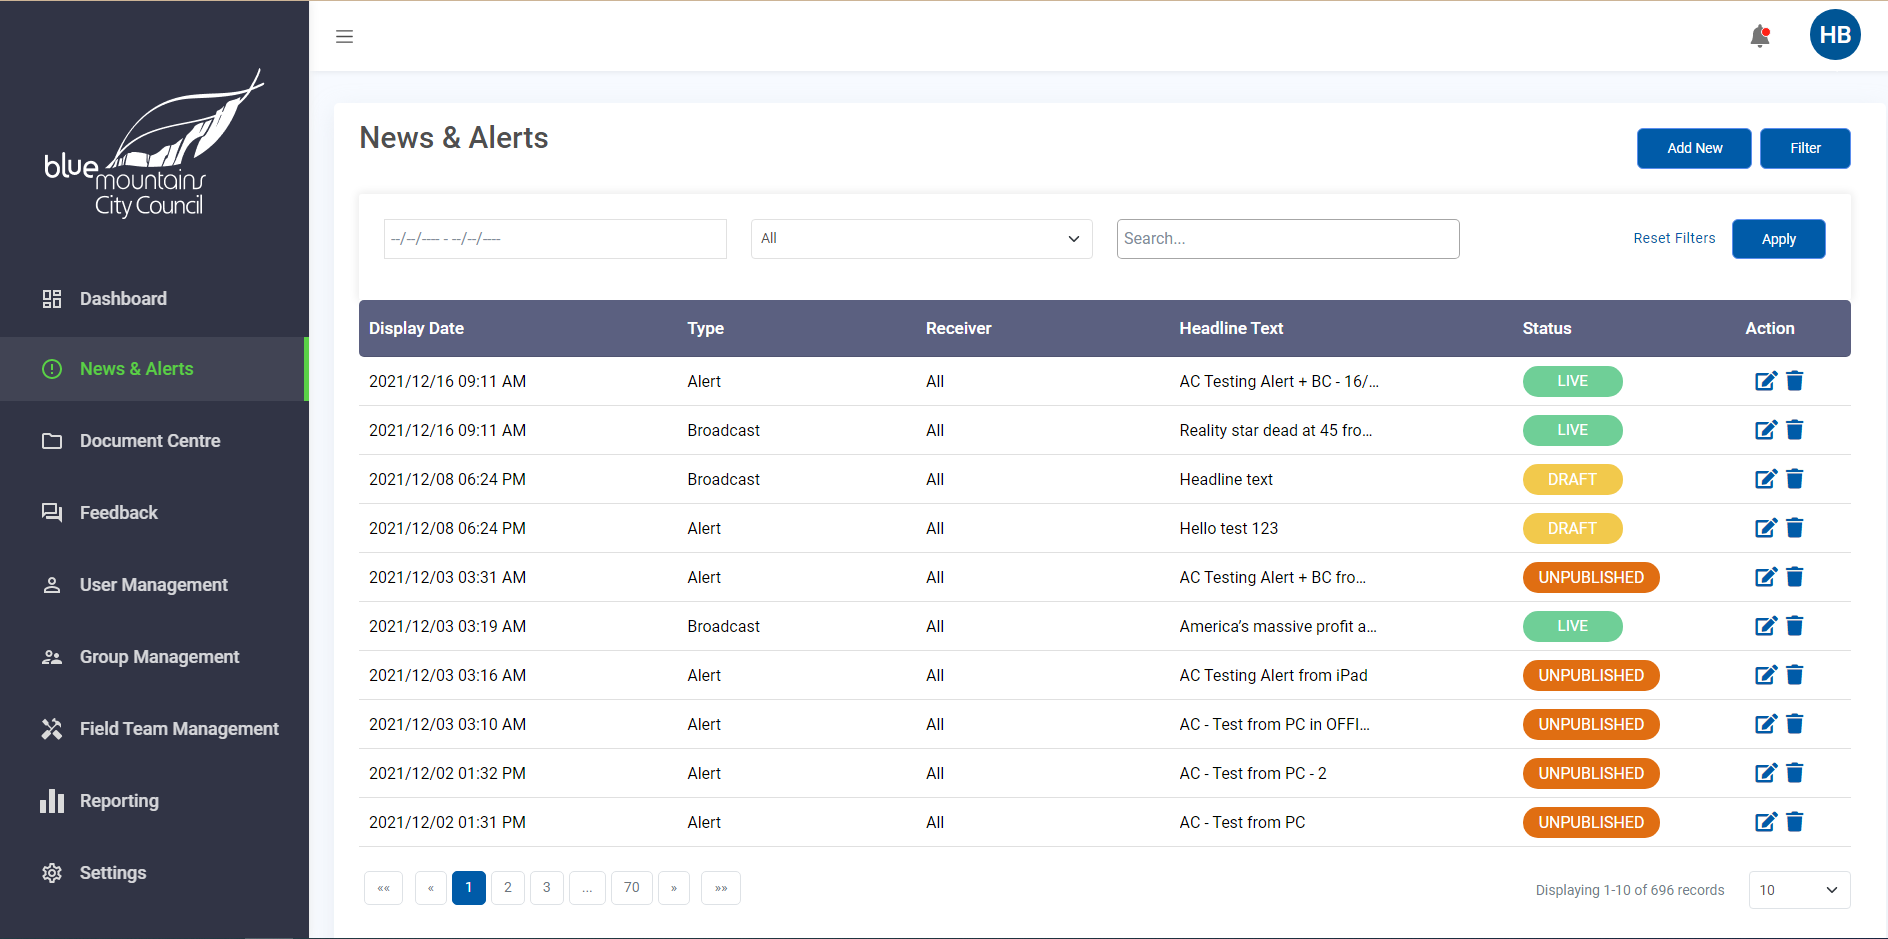 blue
mountains
City Council
Dashboard
News & Alerts
Document Centre
Feedback
User Management
Group Management
Field Team Management
Reporting
Settings
HB
News & Alerts
Add New
Filter
--/--/---- - --/--/----
All
Search...
Reset Filters
Apply
Display Date Type Receiver Headline Text Status Action
2021/12/16 09:11 AM Alert All AC Testing Alert + BC - 16/... LIVE
2021/12/16 09:11 AM Broadcast All Reality star dead at 45 fro... LIVE
2021/12/08 06:24 PM Broadcast All Headline text DRAFT
2021/12/08 06:24 PM Alert All Hello test 123 DRAFT
2021/12/03 03:31 AM Alert All AC Testing Alert + BC fro... UNPUBLISHED
2021/12/03 03:19 AM Broadcast All America’s massive profit a... LIVE
2021/12/03 03:16 AM Alert All AC Testing Alert from iPad UNPUBLISHED
2021/12/03 03:10 AM Alert All AC - Test from PC in OFFI... UNPUBLISHED
2021/12/02 01:32 PM Alert All AC - Test from PC - 2 UNPUBLISHED
2021/12/02 01:31 PM Alert All AC - Test from PC UNPUBLISHED
«« « 1 2 3 ... 70 » »»
Displaying 1-10 of 696 records
10